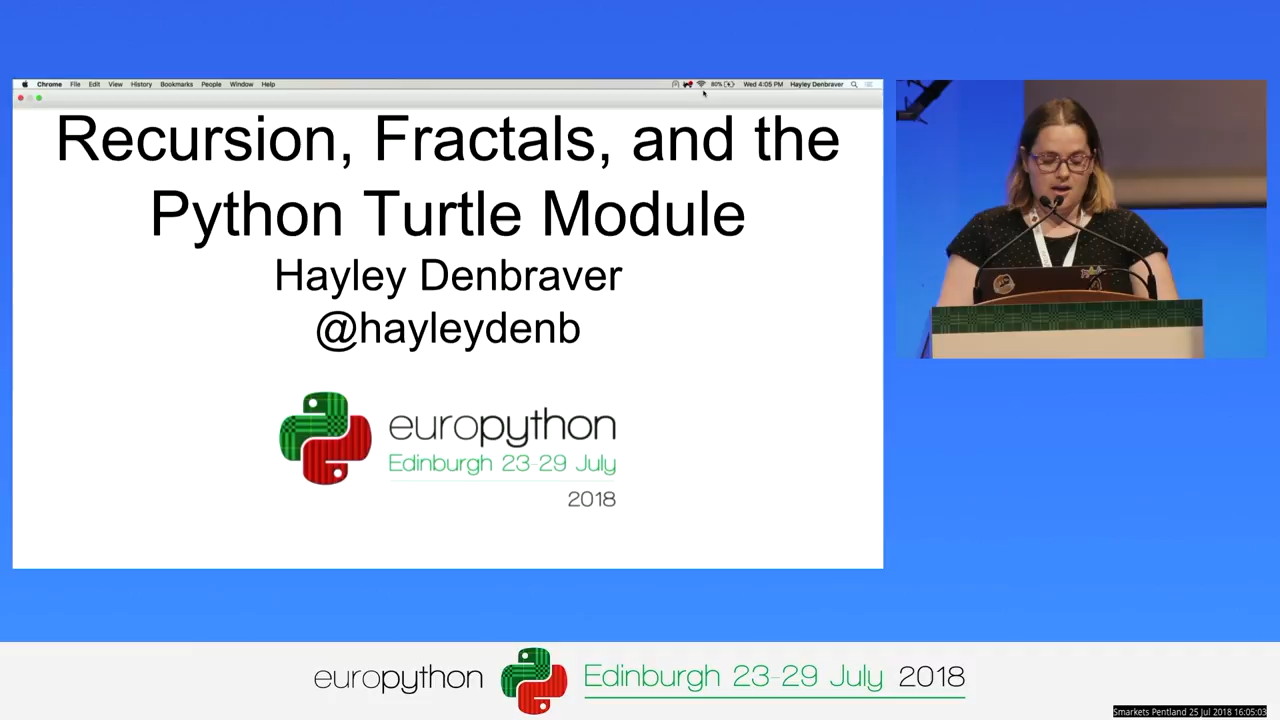 Chrome File Edit View History Bookmarks People Window Help
80% Wed 4:05 PM Hayley Denbraver
Recursion, Fractals, and the
Python Turtle Module
Hayley Denbraver
@hayleydenb
europython
Edinburgh 23-29 July
2018
europython Edinburgh 23-29 July 2018
Smarkets Pentland 25 Jul 2018 16:05:03